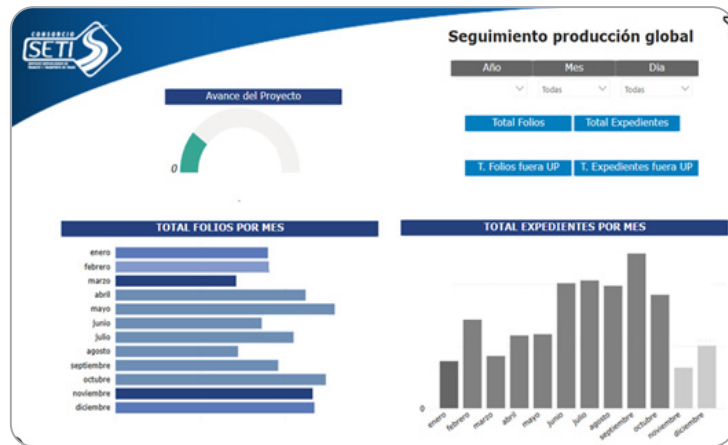 CONSORCIO
SETI
Seguimiento producción global
Año Mes Dia
Todas Todas
Avance del Proyecto
Total Folios Total Expedientes
0
T. Folios fuera UP T. Expedientes fuera UP
TOTAL FOLIOS POR MES
enero
febrero
marzo
abril
mayo
junio
julio
agosto
septiembre
octubre
noviembre
diciembre
TOTAL EXPEDIENTES POR MES
0
enero febrero marzo abril mayo junio julio agosto septiembre octubre noviembre diciembre